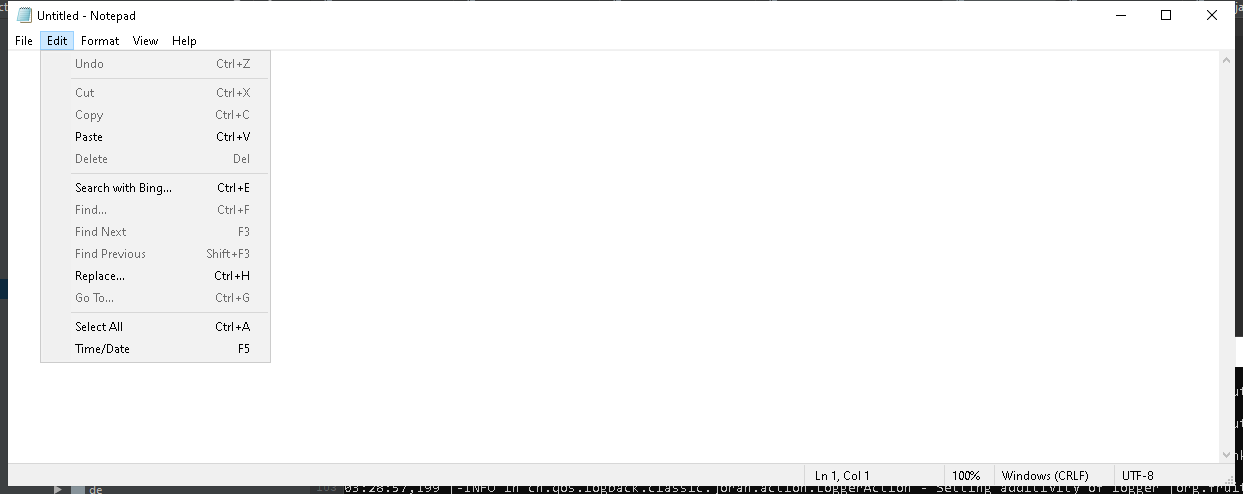 Untitled - Notepad
File Edit Format View Help
Undo Ctrl+Z
Cut Ctrl+X
Copy Ctrl+C
Paste Ctrl+V
Delete Del
Search with Bing... Ctrl+E
Find... Ctrl+F
Find Next F3
Find Previous Shift+F3
Replace... Ctrl+H
Go To... Ctrl+G
Select All Ctrl+A
Time/Date F5
Ln 1, Col 1 100% Windows (CRLF) UTF-8
de 03:28:57,199 |-INFO in ch.qos.logback.classic.joran.action.LoggerAction - Setting additivity of logger